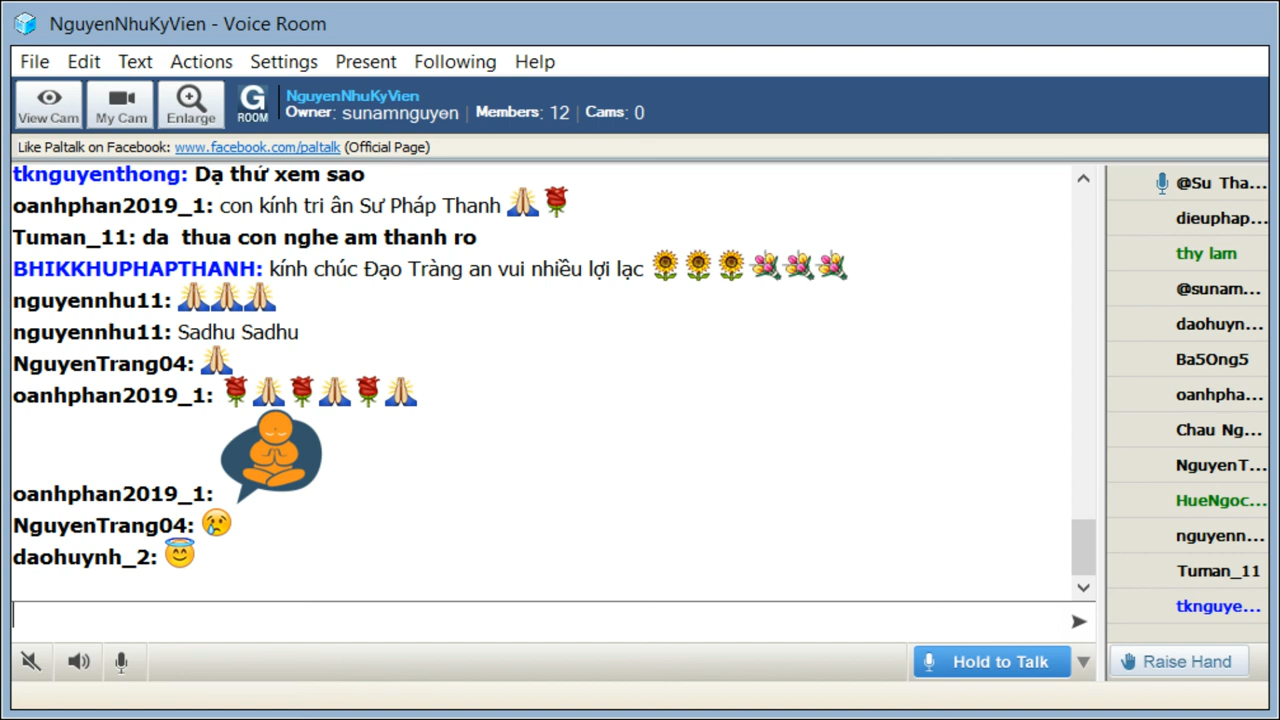 NguyenNhuKyVien - Voice Room
File Edit Text Actions Settings Present Following Help
View Cam My Cam Enlarge G ROOM
NguyenNhuKyVien
Owner: sunamnguyen | Members: 12 | Cams: 0
Like Paltalk on Facebook: www.facebook.com/paltalk (Official Page)
tknguyenthong: Dạ thứ xem sao
oanhphan2019_1: con kính tri ân Sư Pháp Thanh 🙏🌹
Tuman_11: da thua con nghe am thanh ro
BHIKKHUPHAPTHANH: kính chúc Đạo Tràng an vui nhiều lợi lạc 🌻🌻🌻💐💐💐
nguyennhu11: 🙏🙏🙏
nguyennhu11: Sadhu Sadhu
NguyenTrang04: 🙏
oanhphan2019_1: 🌹🙏🌹🙏🌹🙏
oanhphan2019_1:
NguyenTrang04: 😢
daohuynh_2: 😇
@Su Tha...
dieuphap...
thy lam
@sunam...
daohuyn...
Ba5Ong5
oanhpha...
Chau Ng...
NguyenT...
HueNgoc...
nguyenn...
Tuman_11
tknguye...
Hold to Talk
Raise Hand